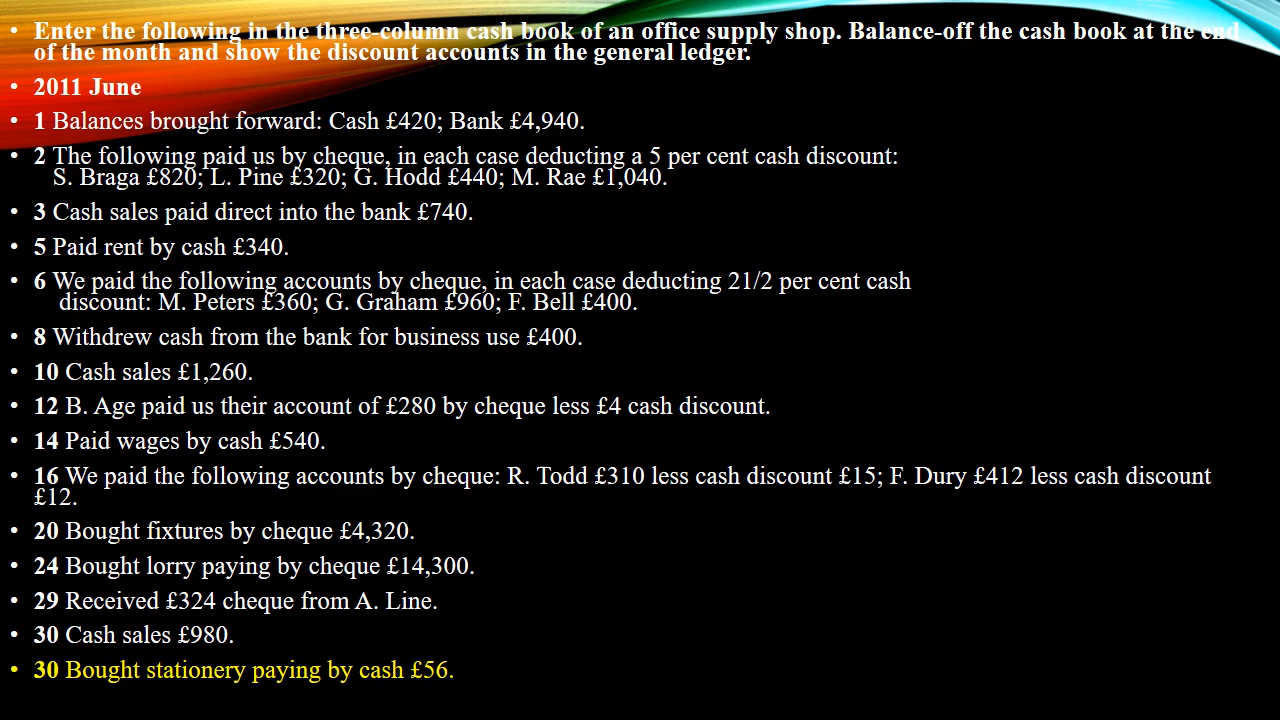 • Enter the following in the three-column cash book of an office supply shop. Balance-off the cash book at the end
of the month and show the discount accounts in the general ledger.
• 2011 June
• 1 Balances brought forward: Cash £420; Bank £4,940.
• 2 The following paid us by cheque, in each case deducting a 5 per cent cash discount:
S. Braga £820; L. Pine £320; G. Hodd £440; M. Rae £1,040.
• 3 Cash sales paid direct into the bank £740.
• 5 Paid rent by cash £340.
• 6 We paid the following accounts by cheque, in each case deducting 21/2 per cent cash
discount: M. Peters £360; G. Graham £960; F. Bell £400.
• 8 Withdrew cash from the bank for business use £400.
• 10 Cash sales £1,260.
• 12 B. Age paid us their account of £280 by cheque less £4 cash discount.
• 14 Paid wages by cash £540.
• 16 We paid the following accounts by cheque: R. Todd £310 less cash discount £15; F. Dury £412 less cash discount
£12.
• 20 Bought fixtures by cheque £4,320.
• 24 Bought lorry paying by cheque £14,300.
• 29 Received £324 cheque from A. Line.
• 30 Cash sales £980.
• 30 Bought stationery paying by cash £56.